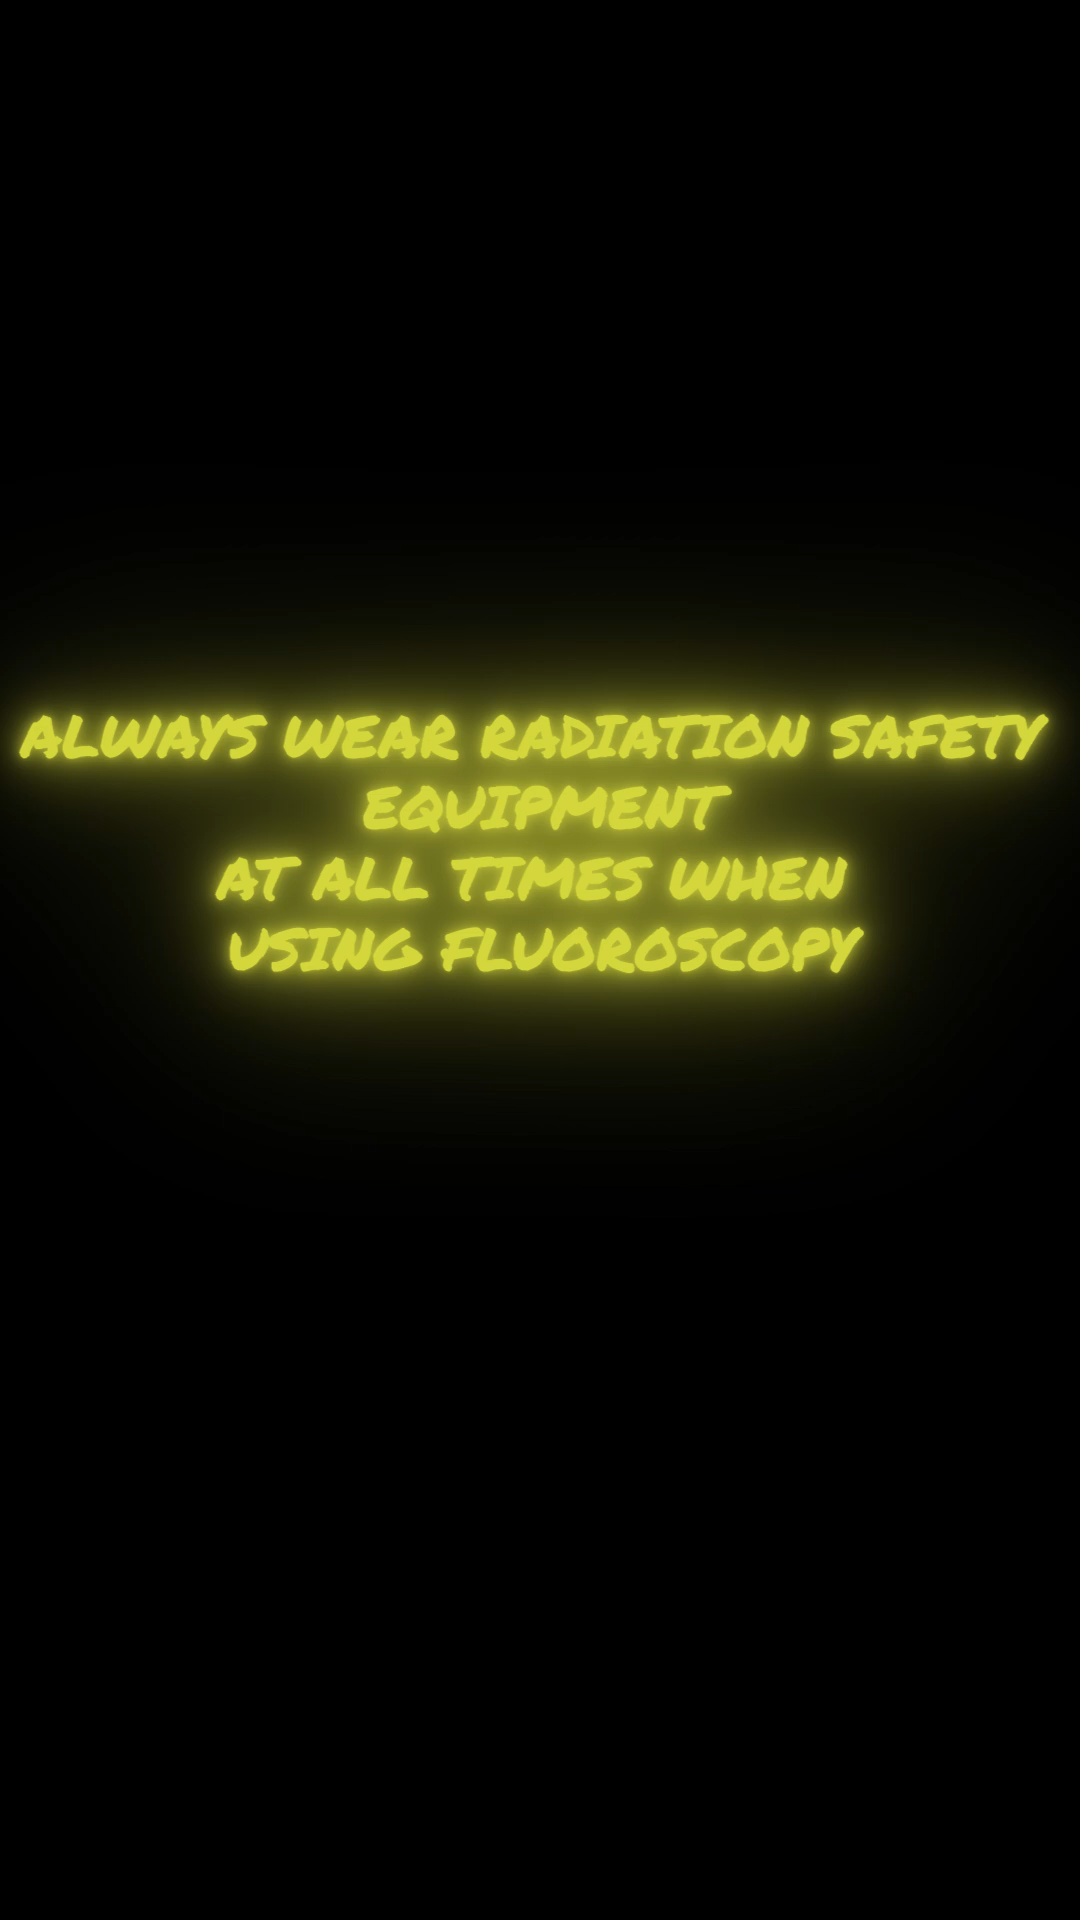 ALWAYS WEAR RADIATION SAFETY
EQUIPMENT
AT ALL TIMES WHEN
USING FLUOROSCOPY